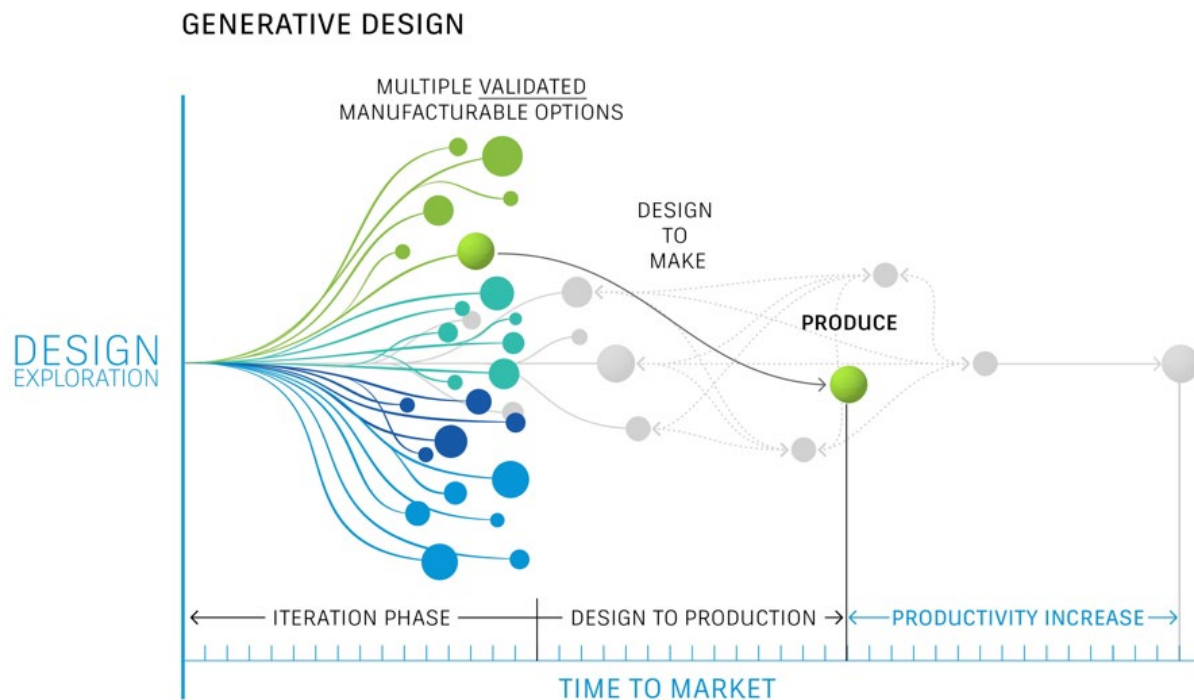 GENERATIVE DESIGN
MULTIPLE VALIDATED
MANUFACTURABLE OPTIONS
DESIGN
TO
MAKE
PRODUCE
DESIGN
EXPLORATION
ITERATION PHASE
DESIGN TO PRODUCTION
PRODUCTIVITY INCREASE
TIME TO MARKET